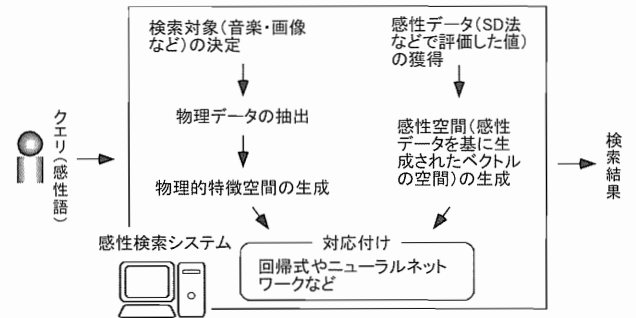 検索対象(音楽・画像
など)の決定
物理データの抽出
物理的特徴空間の生成
感性データ(SD法
などで評価した値)
の獲得
感性空間(感性
データを基に生
成されたベクトル
の空間)の生成
クエリ(感性語)
検索結果
感性検索システム
対応付け
回帰式やニューラルネット
ワークなど